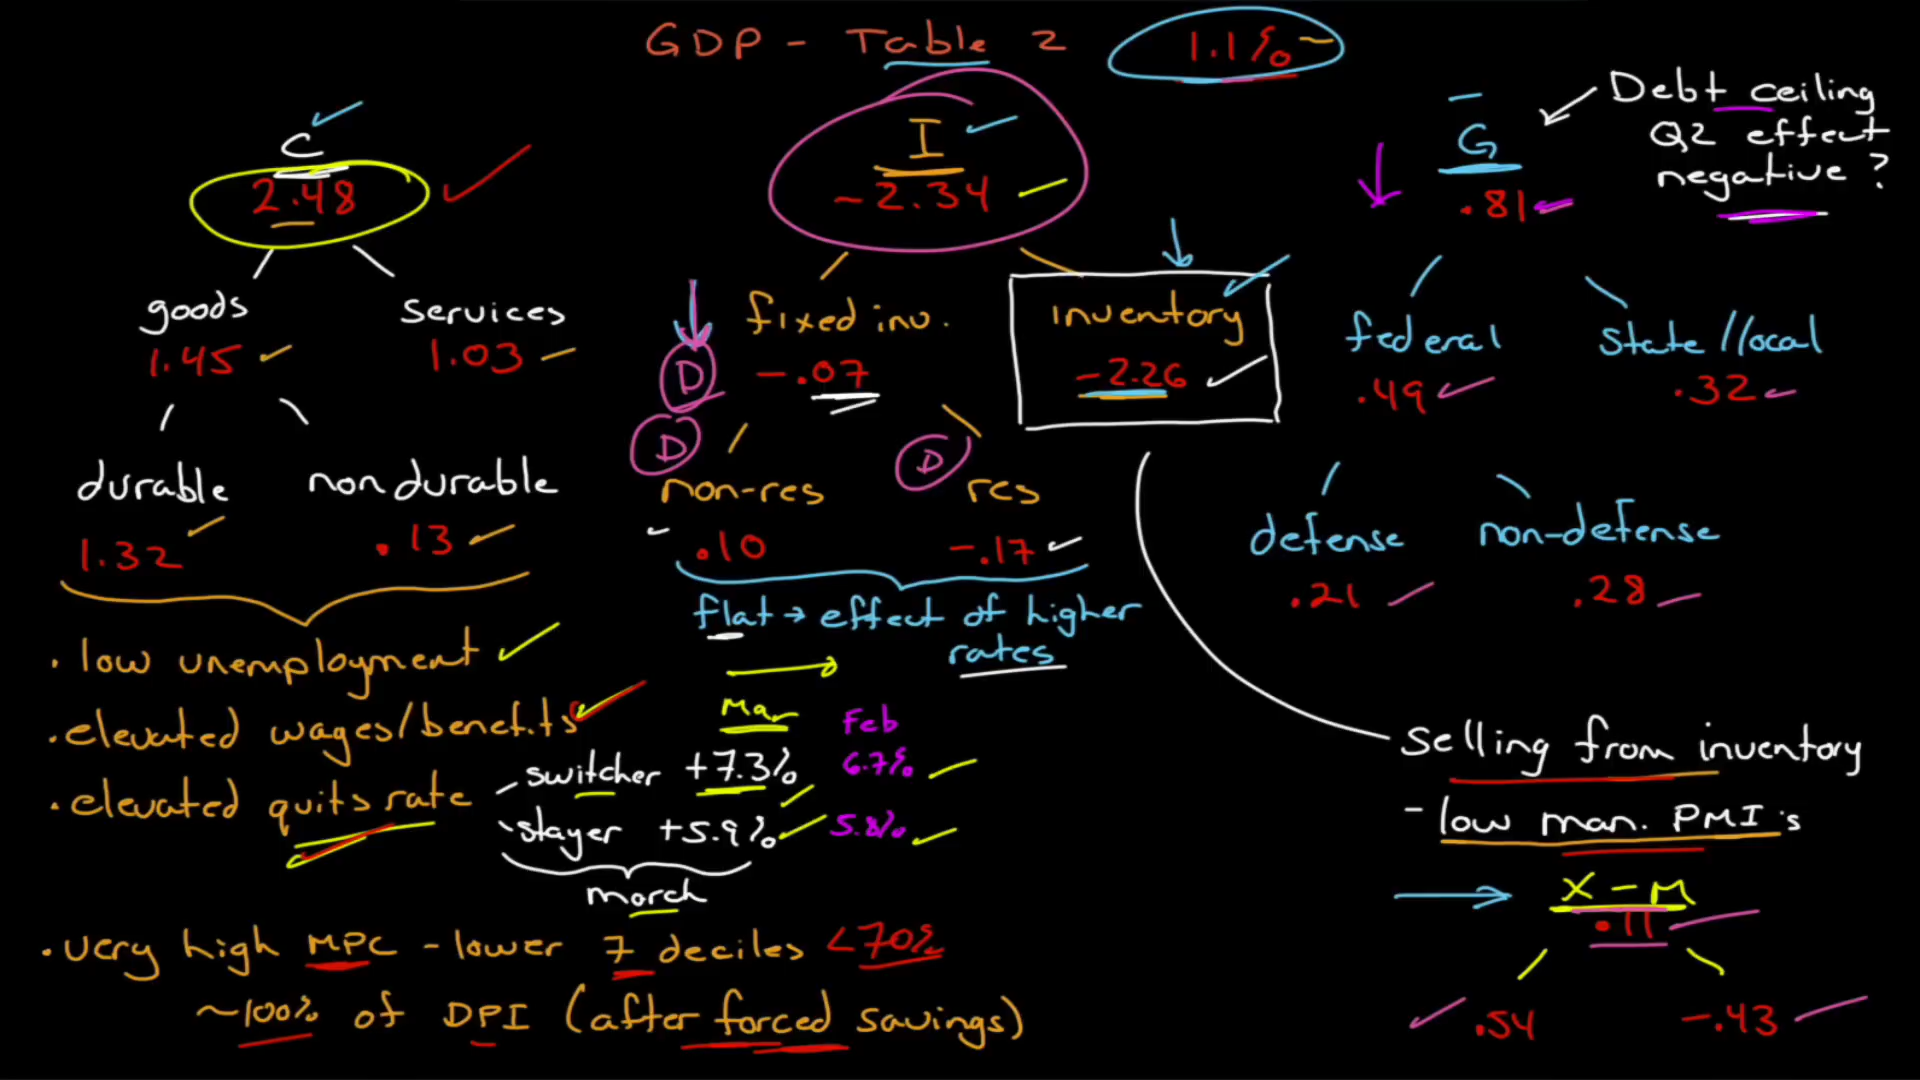 GDP - Table 2 1.1%
C
2.48
goods
1.45
services
1.03
durable
1.32
nondurable
.13
• low unemployment
• elevated wages/benefits
• elevated quits rate
Mar Feb
switcher +7.3% 6.7%
stayer +5.9% 5.8%
march
• very high MPC - lower 7 deciles <70%
~100% of DPI (after forced savings)
I
-2.34
fixed inv.
-.07
inventory
-2.26
D
D
D
non-res
.10
res
-.17
flat → effect of higher
rates
G
.81
Debt ceiling
Q2 effect
negative?
federal
.49
state/local
.32
defense
.21
non-defense
.28
selling from inventory
- low man. PMI's
X - M
.11
.54
-.43